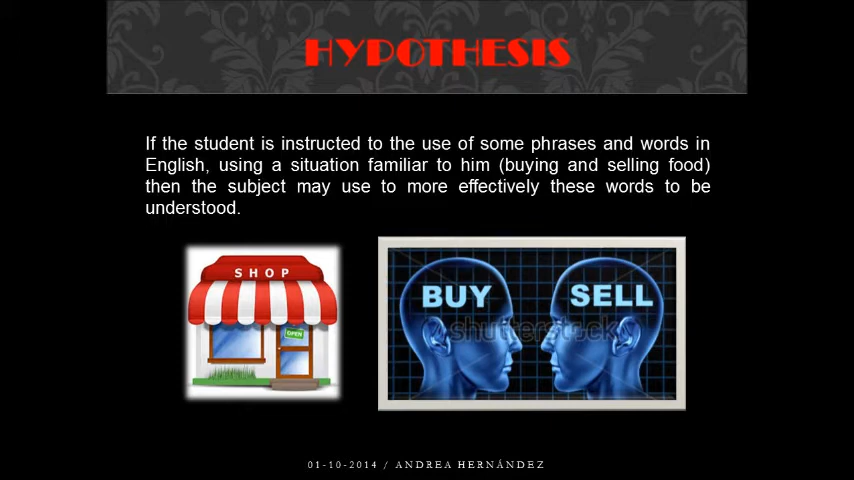 HYPOTHESIS
If the student is instructed to the use of some phrases and words in
English, using a situation familiar to him (buying and selling food)
then the subject may use to more effectively these words to be
understood.
SHOP
OPEN
BUY
SELL
shutterstock
01-10-2014 / ANDREA HERNÁNDEZ